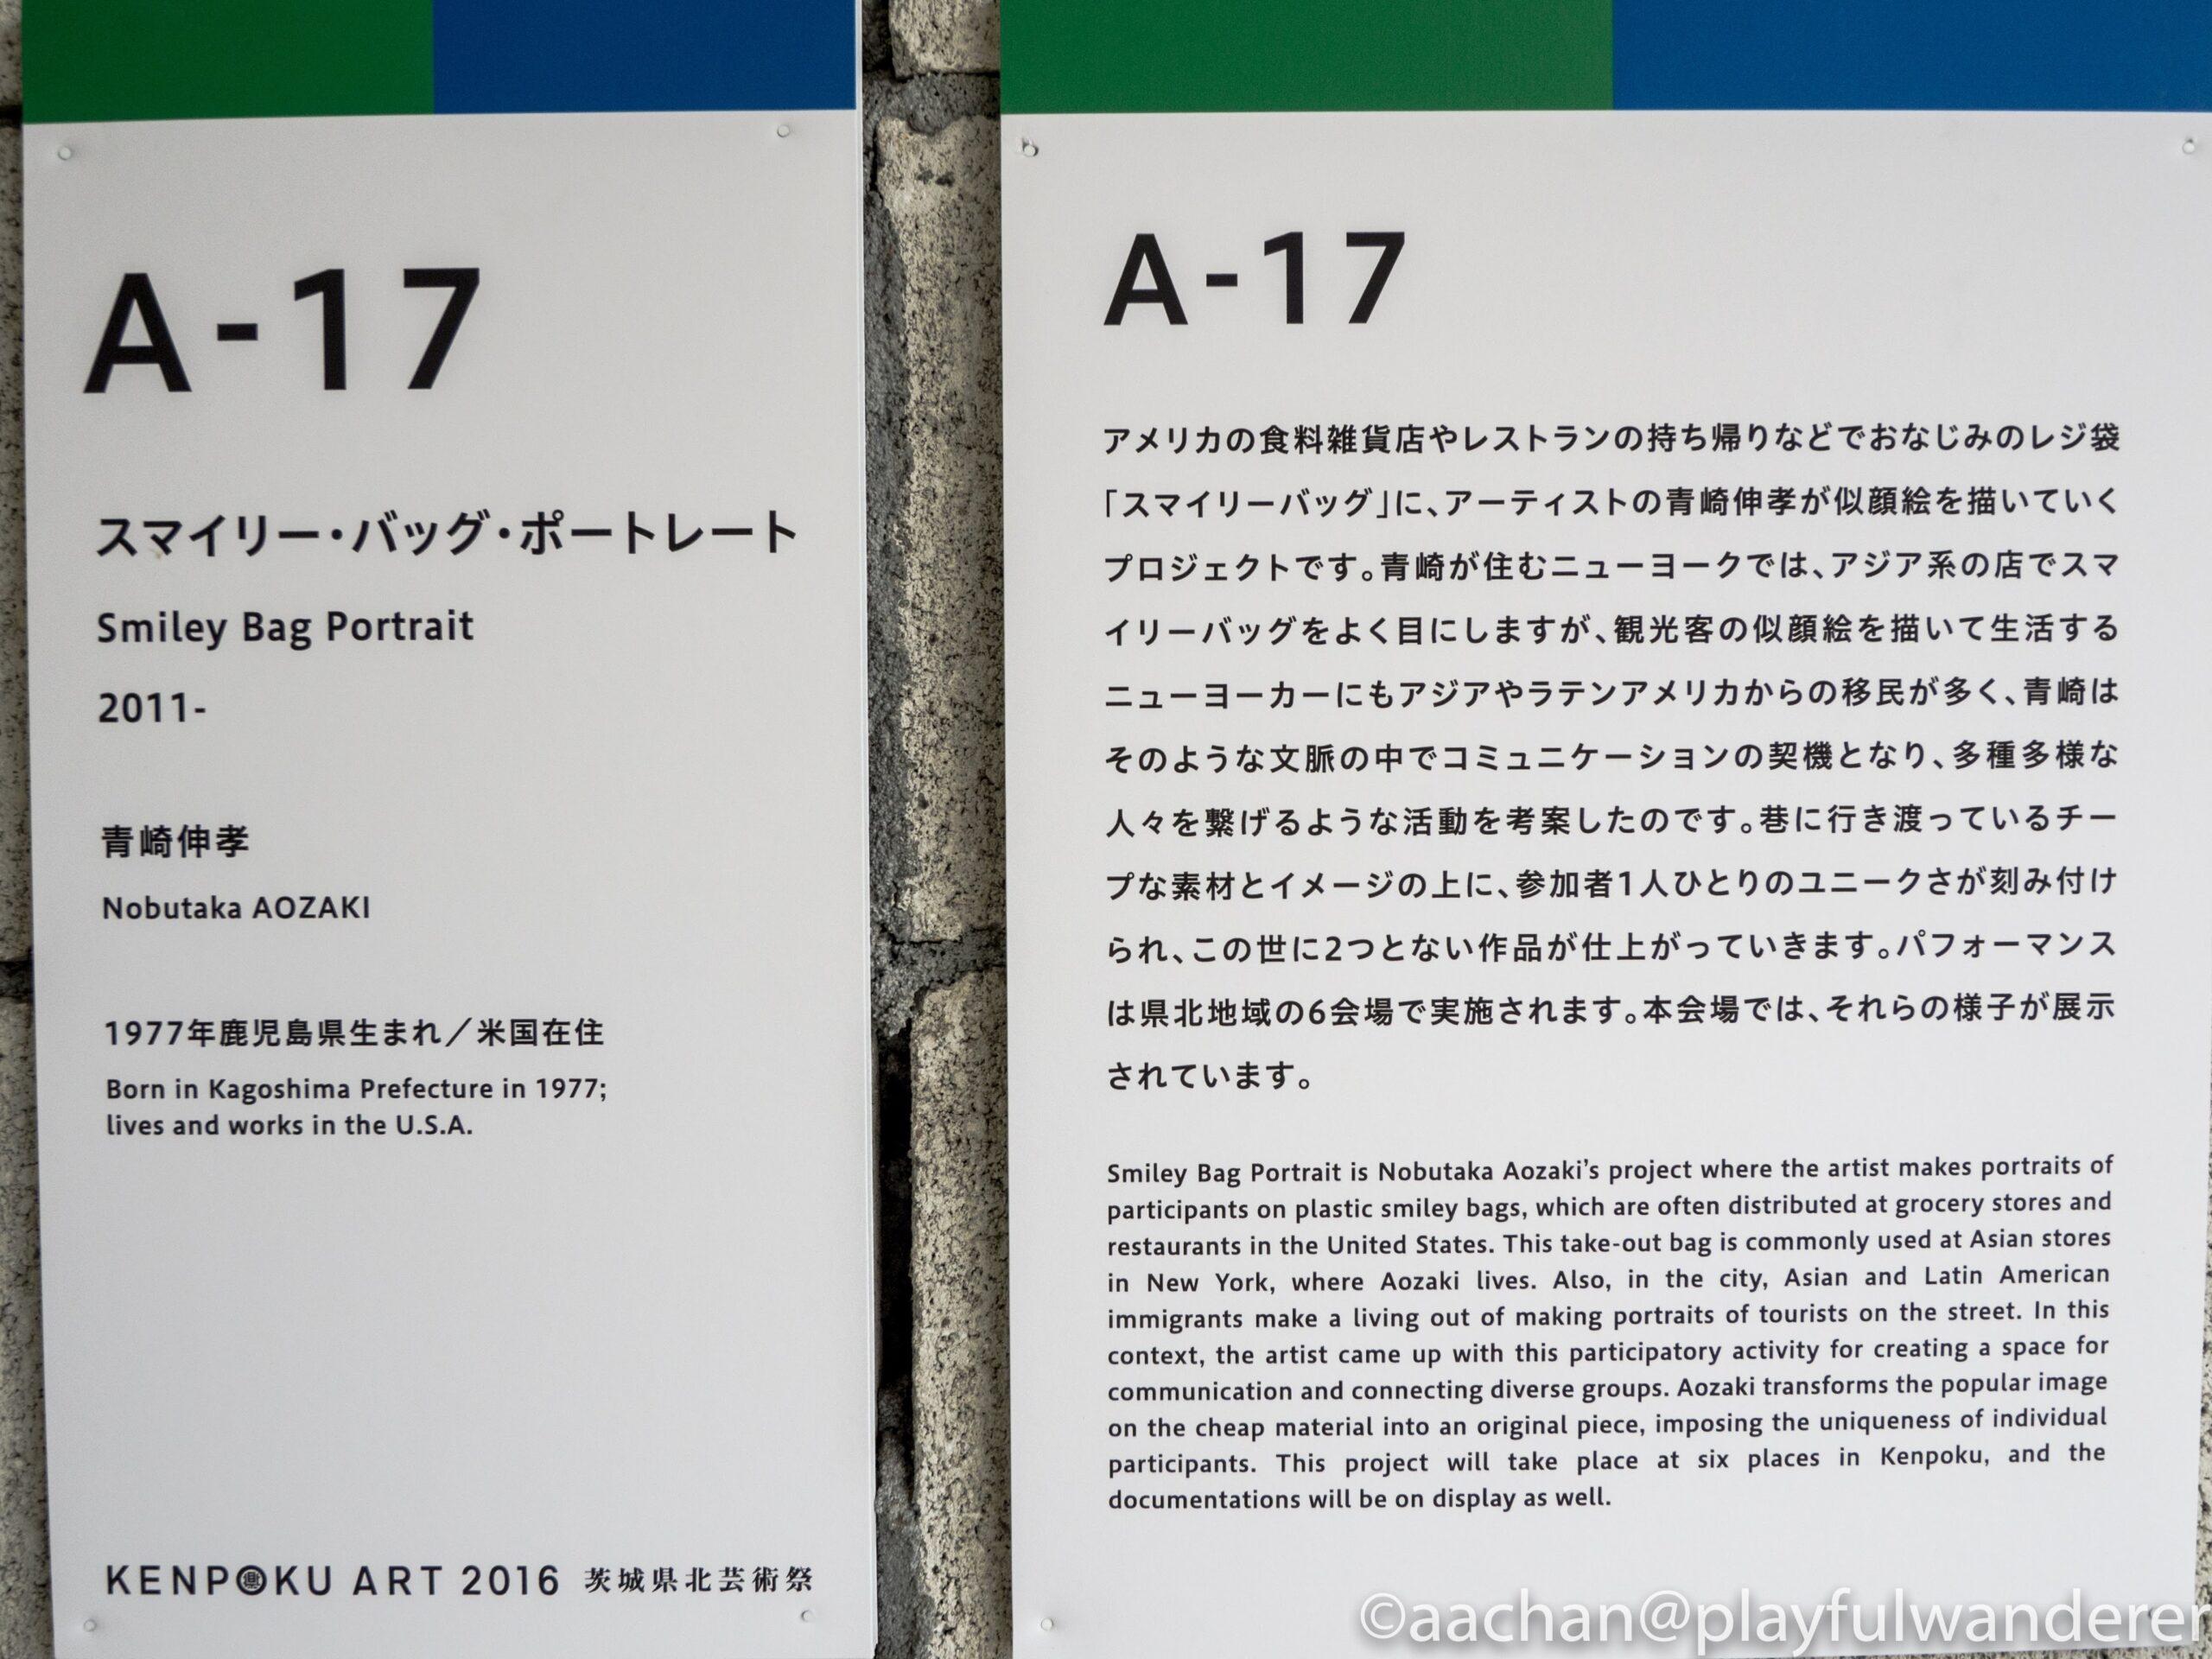 A-17
スマイリー・バッグ・ポートレート
Smiley Bag Portrait
2011-
青崎伸孝
Nobutaka AOZAKI
1977年鹿児島県生まれ／米国在住
Born in Kagoshima Prefecture in 1977;
lives and works in the U.S.A.
KENPOKU ART 2016 茨城県北芸術祭
A-17
アメリカの食料雑貨店やレストランの持ち帰りなどでおなじみのレジ袋
「スマイリーバッグ」に、アーティストの青崎伸孝が似顔絵を描いていく
プロジェクトです。青崎が住むニューヨークでは、アジア系の店でスマ
イリーバッグをよく目にしますが、観光客の似顔絵を描いて生活する
ニューヨーカーにもアジアやラテンアメリカからの移民が多く、青崎は
そのような文脈の中でコミュニケーションの契機となり、多種多様な
人々を繋げるような活動を考案したのです。巷に行き渡っているチー
プな素材とイメージの上に、参加者1人ひとりのユニークさが刻み付け
られ、この世に2つとない作品が仕上がっていきます。パフォーマンス
は県北地域の6会場で実施されます。本会場では、それらの様子が展示
されています。
Smiley Bag Portrait is Nobutaka Aozaki's project where the artist makes portraits of
participants on plastic smiley bags, which are often distributed at grocery stores and
restaurants in the United States. This take-out bag is commonly used at Asian stores
in New York, where Aozaki lives. Also, in the city, Asian and Latin American
immigrants make a living out of making portraits of tourists on the street. In this
context, the artist came up with this participatory activity for creating a space for
communication and connecting diverse groups. Aozaki transforms the popular image
on the cheap material into an original piece, imposing the uniqueness of individual
participants. This project will take place at six places in Kenpoku, and the
documentations will be on display as well.
©aachan@playfulwanderer